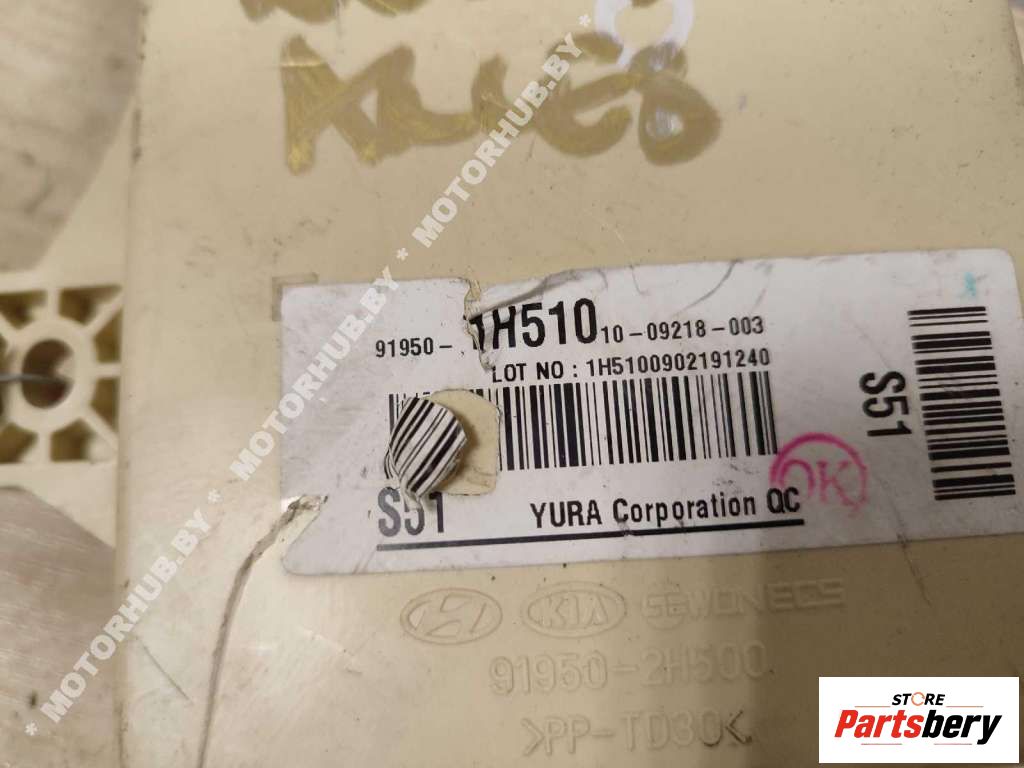 91950-1H510 10-09218-003
LOT NO : 1H5100902191240
S51
YURA Corporation QC
OK
S51
KIA SEWONECS
91950-2H500
>PP-TD30<
* MOTORHUB.BY * MOTORHUB.BY * MOTORHUB.BY
STORE
Partsbery